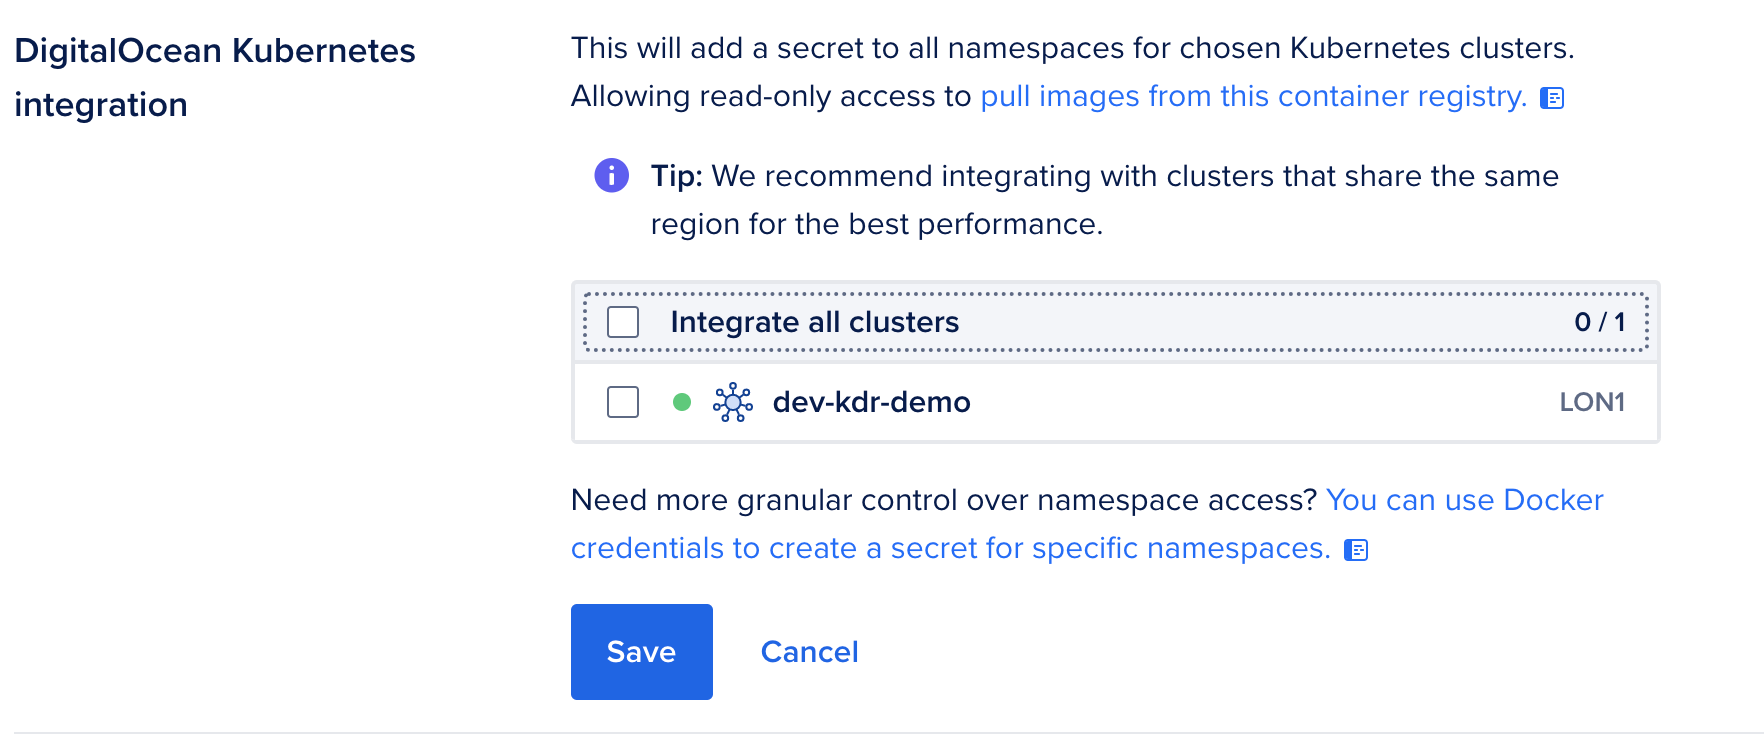 DigitalOcean Kubernetes
integration
This will add a secret to all namespaces for chosen Kubernetes clusters.
Allowing read-only access to pull images from this container registry.
Tip: We recommend integrating with clusters that share the same
region for the best performance.
Integrate all clusters 0 / 1
dev-kdr-demo LON1
Need more granular control over namespace access? You can use Docker
credentials to create a secret for specific namespaces.
Save Cancel